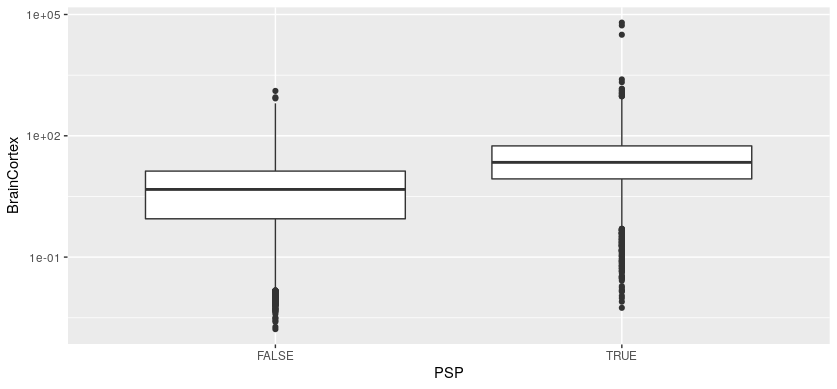 1e+05
1e+02
1e-01
BrainCortex
FALSE
TRUE
PSP